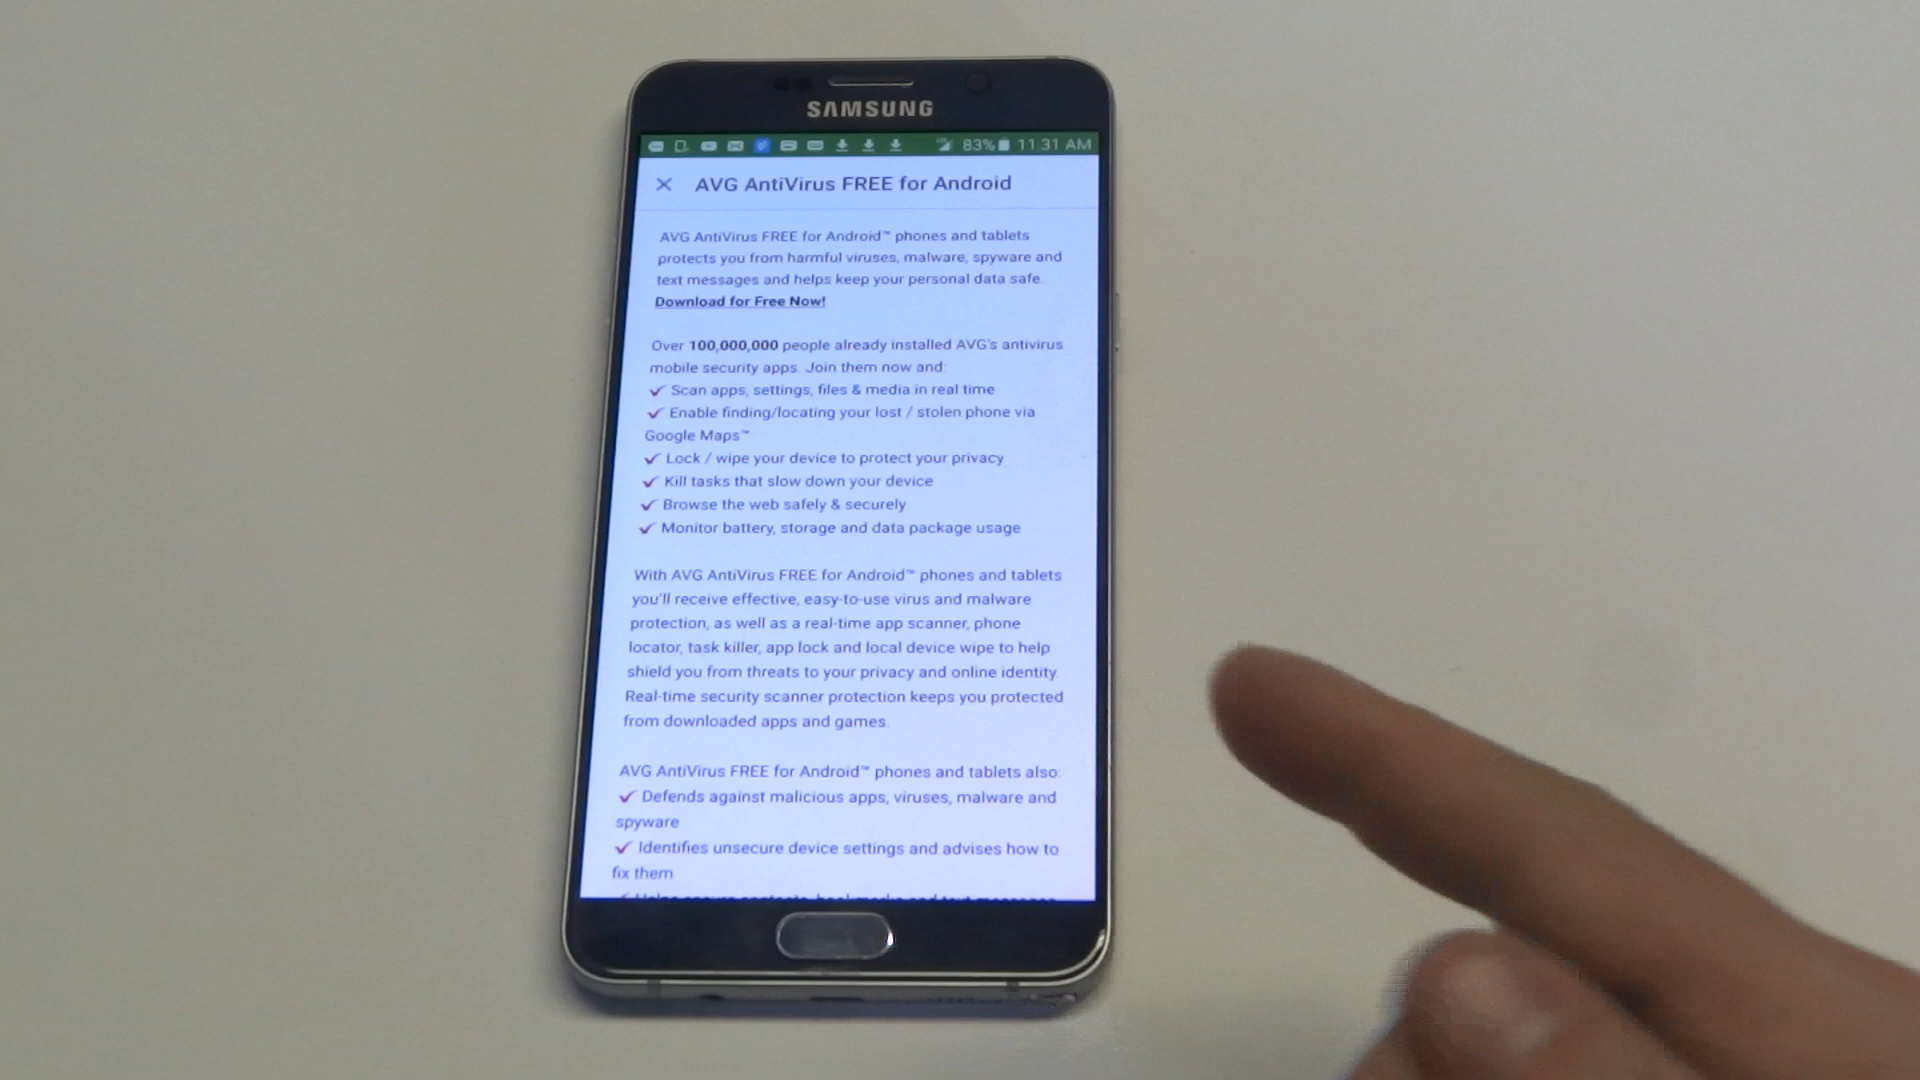 SAMSUNG
83% 11:31 AM
AVG AntiVirus FREE for Android
AVG AntiVirus FREE for Android™ phones and tablets
protects you from harmful viruses, malware, spyware and
text messages and helps keep your personal data safe.
Download for Free Now!
Over 100,000,000 people already installed AVG's antivirus
mobile security apps. Join them now and:
✓ Scan apps, settings, files & media in real time
✓ Enable finding/locating your lost / stolen phone via
Google Maps™
✓ Lock / wipe your device to protect your privacy
✓ Kill tasks that slow down your device
✓ Browse the web safely & securely
✓ Monitor battery, storage and data package usage
With AVG AntiVirus FREE for Android™ phones and tablets
you'll receive effective, easy-to-use virus and malware
protection, as well as a real-time app scanner, phone
locator, task killer, app lock and local device wipe to help
shield you from threats to your privacy and online identity.
Real-time security scanner protection keeps you protected
from downloaded apps and games.
AVG AntiVirus FREE for Android™ phones and tablets also:
✓ Defends against malicious apps, viruses, malware and
spyware
✓ Identifies unsecure device settings and advises how to
fix them